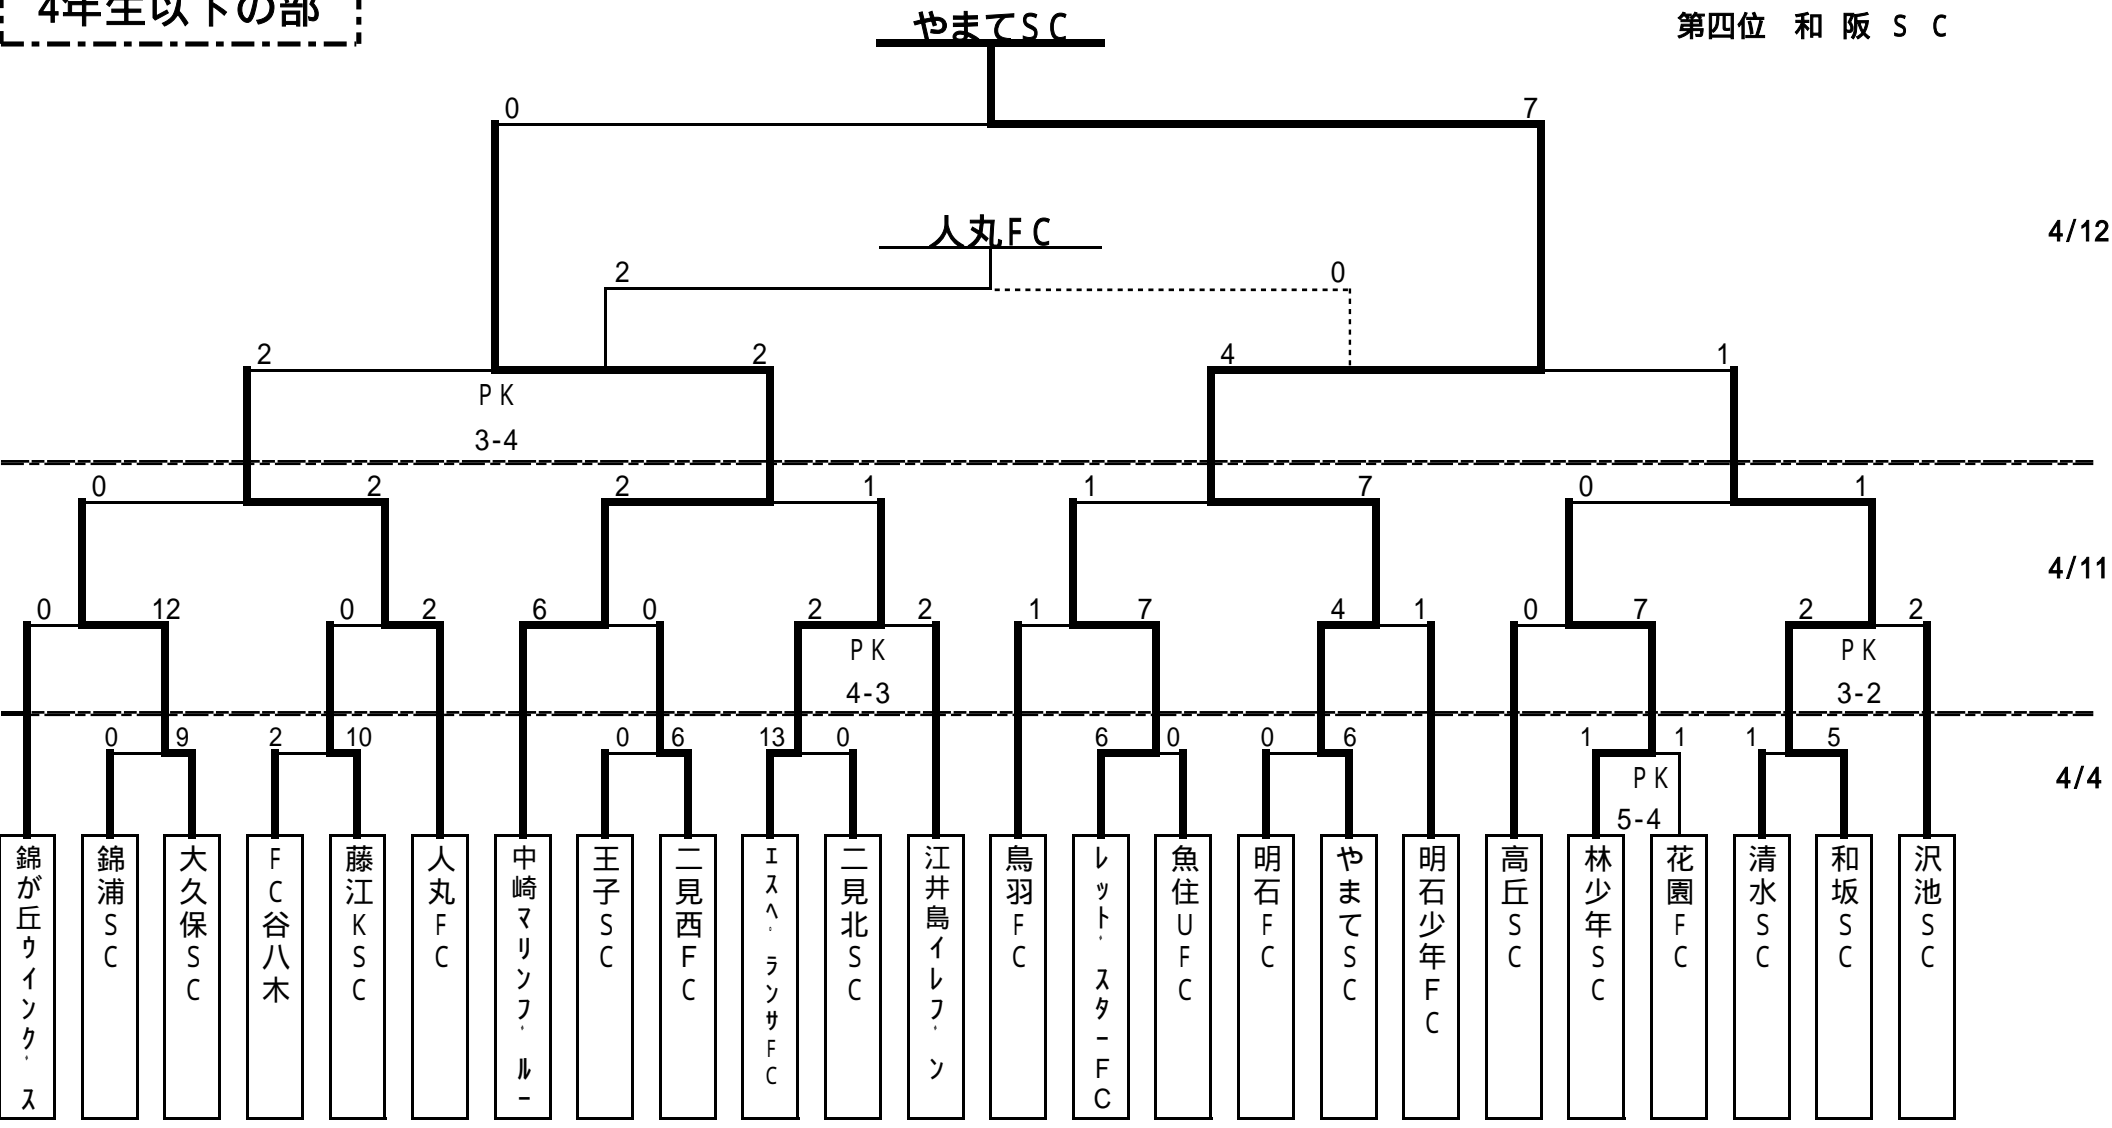 4年生以下の部
やまてSC
第四位 和 阪 S C
0 7
4/12
人丸FC
2 0
2 2 4 1
PK
3-4
0 2 2 1 1 7 0 1
4/11
0 12 0 2 6 0 2 2 1 7 4 1 0 7 2 2
PK PK
4-3 3-2
0 9 2 10 0 6 13 0 6 0 0 6 1 1 1 5
4/4
PK
5-4
錦が丘ｳｲﾝｸﾞｽ
錦浦SC
大久保SC
FC谷八木
藤江KSC
人丸FC
中崎ﾏﾘﾝﾌﾞﾙｰ
王子SC
二見西FC
ｴｽﾍﾟﾗﾝｻFC
二見北SC
江井島ｲﾚﾌﾞﾝ
鳥羽FC
ﾚｯﾄﾞｽﾀｰFC
魚住UFC
明石FC
やまてSC
明石少年FC
高丘SC
林少年SC
花園FC
清水SC
和坂SC
沢池SC